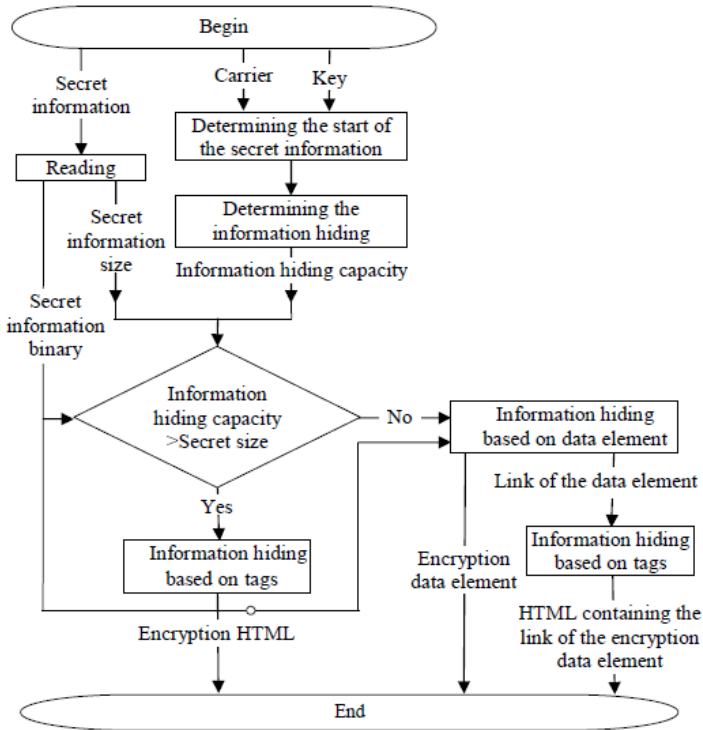 Begin
Secret
information
Carrier
Key
Determining the start of
the secret information
Reading
Secret
information
size
Determining the
information hiding
Information hiding capacity
Secret
information
binary
Information
hiding capacity
>Secret size
No
Information hiding
based on data element
Yes
Link of the data element
Information hiding
based on tags
Encryption
data element
Information hiding
based on tags
Encryption HTML
HTML containing the
link of the encryption
data element
End